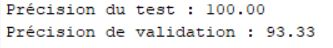 Précision du test : 100.00
Précision de validation : 93.33